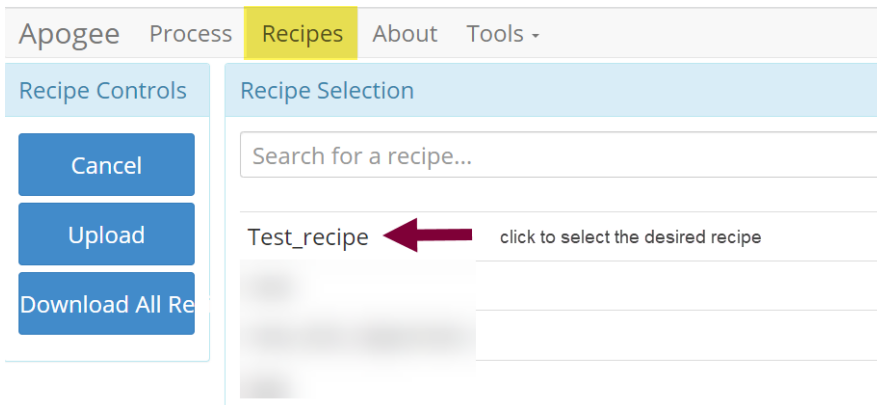 Apogee Process Recipes About Tools
Recipe Controls
Recipe Selection
Cancel
Upload
Download All Re
Search for a recipe...
Test_recipe
click to select the desired recipe